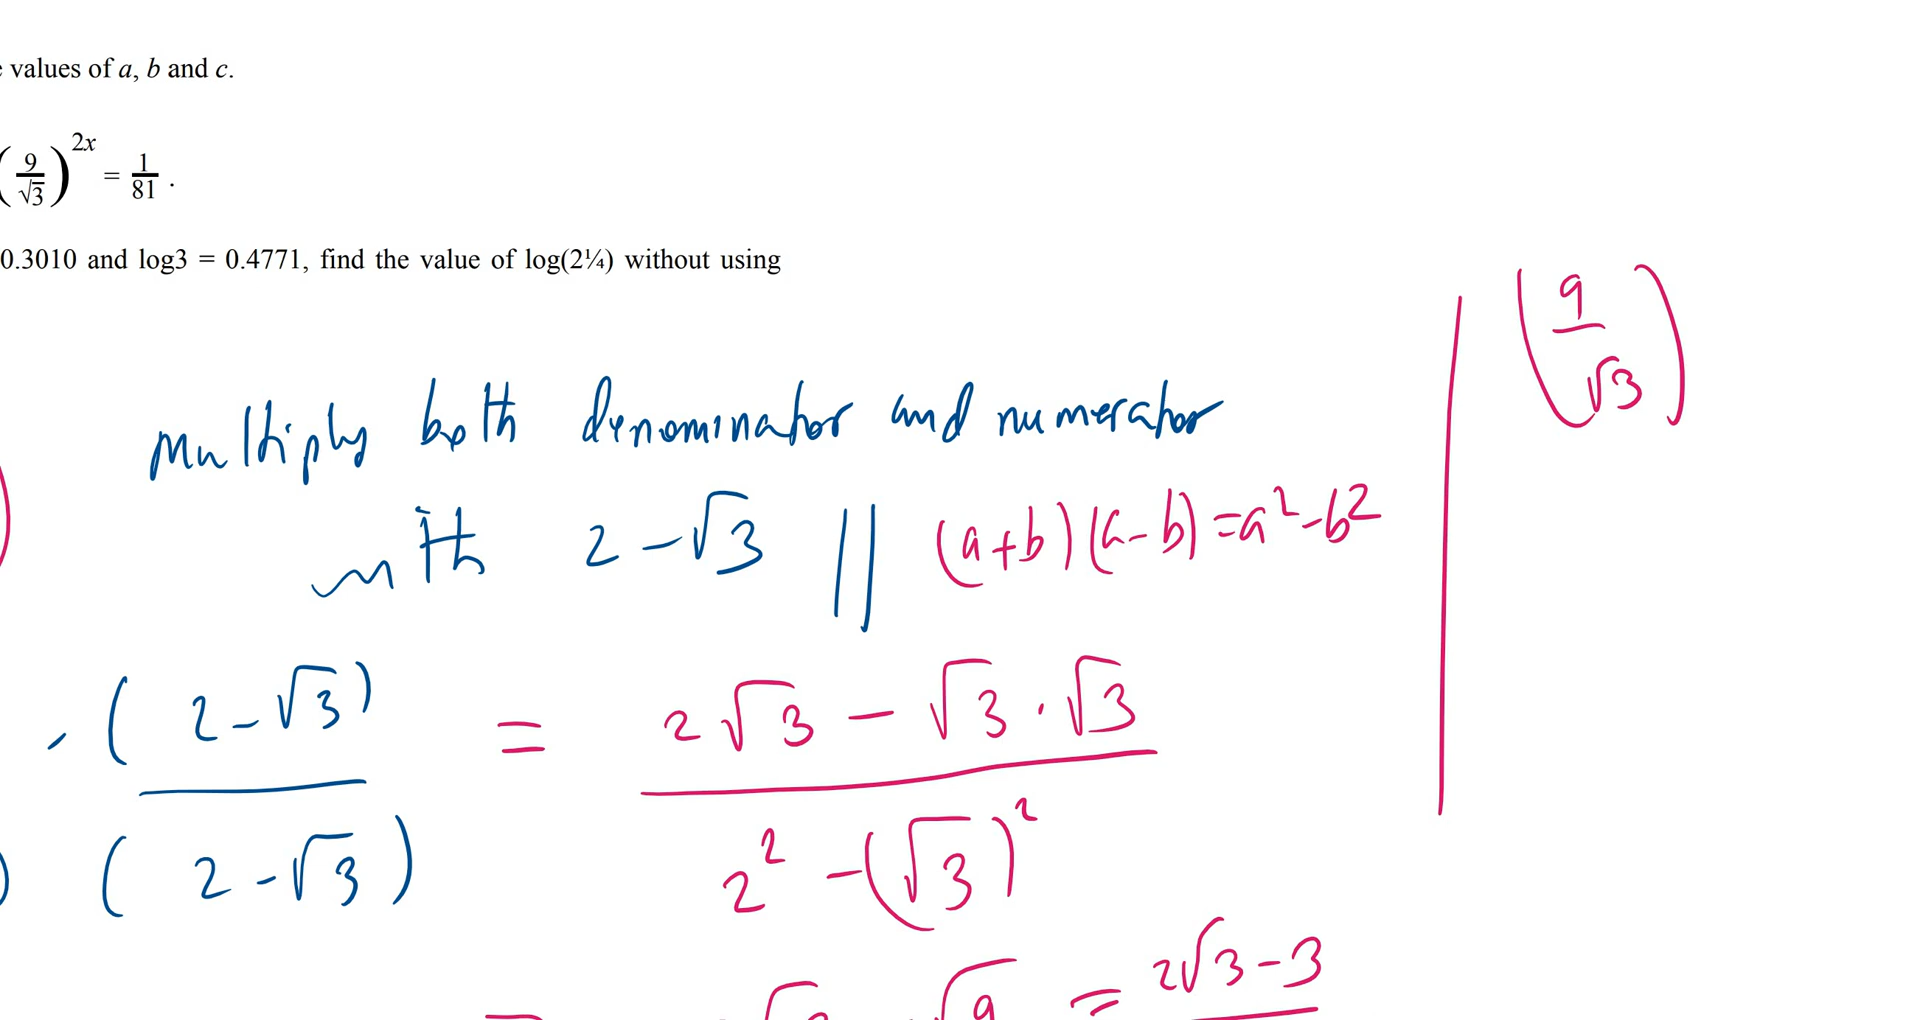 values of a, b and c.
(9/√3)^2x = 1/81 .
0.3010 and log3 = 0.4771, find the value of log(2¼) without using
(9/√3)
multiply both denominator and numerator
with 2-√3 || (a+b)(a-b)=a²-b²
(2-√3)/(2-√3) = (2√3-√3·√3)/(2²-(√3)²)
√9 = 2√3-3